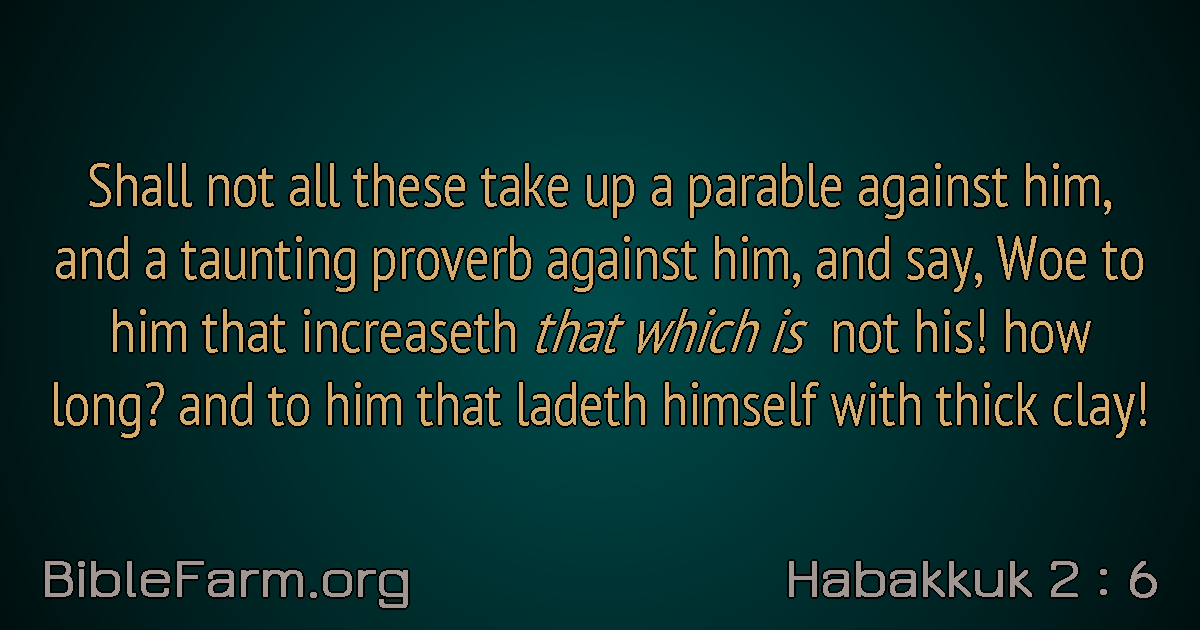 Shall not all these take up a parable against him,
and a taunting proverb against him, and say, Woe to
him that increaseth that which is not his! how
long? and to him that ladeth himself with thick clay!
BibleFarm.org
Habakkuk 2 : 6